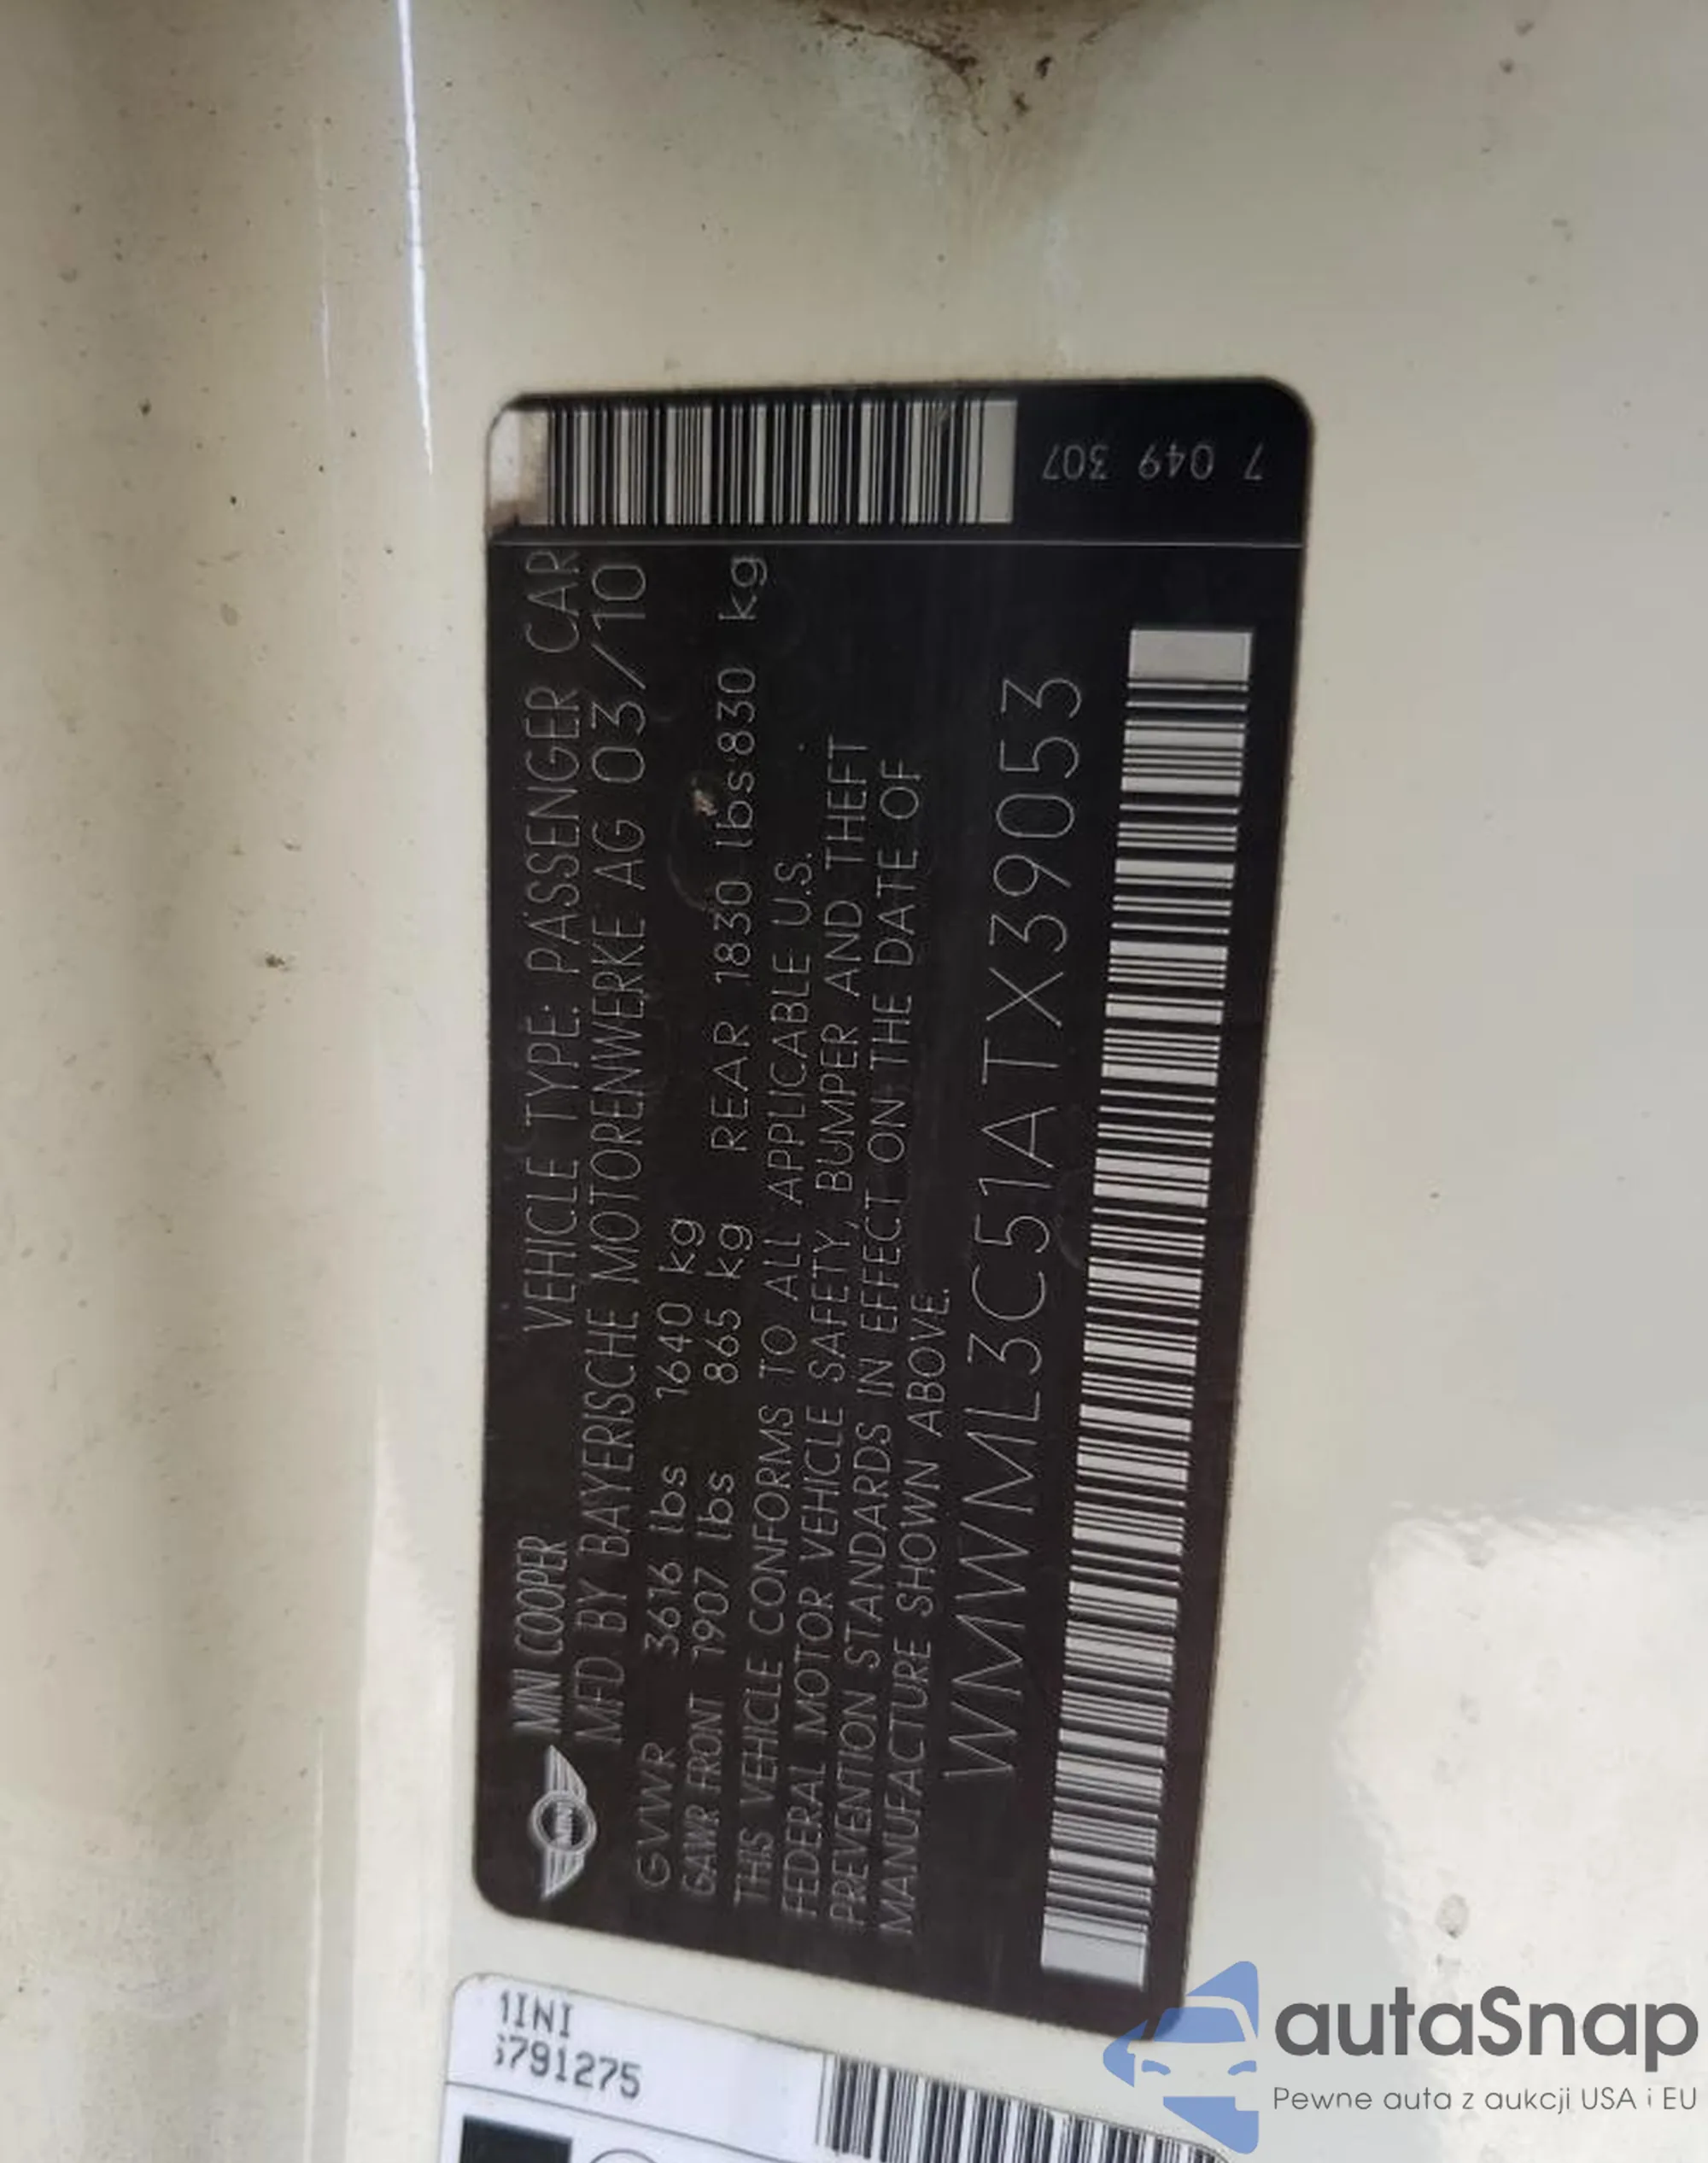 MINI
MINI COOPER VEHICLE TYPE: PASSENGER CAR
MFD BY BAYERISCHE MOTORENWERKE AG 03/10
GVWR 3616 lbs 1640 kg
GAWR FRONT 1907 lbs 865 kg REAR 1830 lbs 830 kg
THIS VEHICLE CONFORMS TO ALL APPLICABLE U.S.
FEDERAL MOTOR VEHICLE SAFETY, BUMPER AND THEFT
PREVENTION STANDARDS IN EFFECT ON THE DATE OF
MANUFACTURE SHOWN ABOVE.
WMWML3C51ATX39053
7 049 307
INI
791275
autaSnap
Pewne auta z aukcji USA i EU